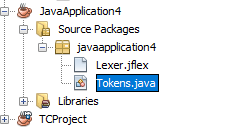 JavaApplication4
Source Packages
javaapplication4
Lexer.jflex
Tokens.java
Libraries
TCProject